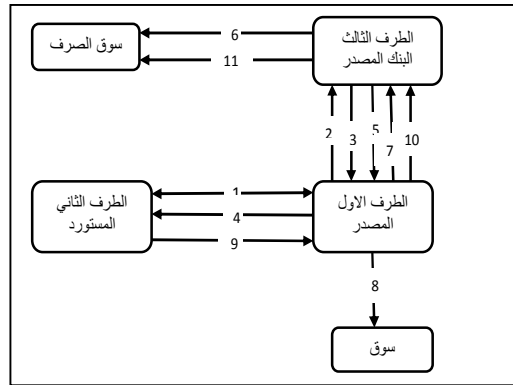 الطرف الثالث
البنك المصدر
سوق الصرف
6
11
2
3
5
7
10
الطرف الاول
المصدر
الطرف الثاني
المستورد
1
4
9
8
سوق